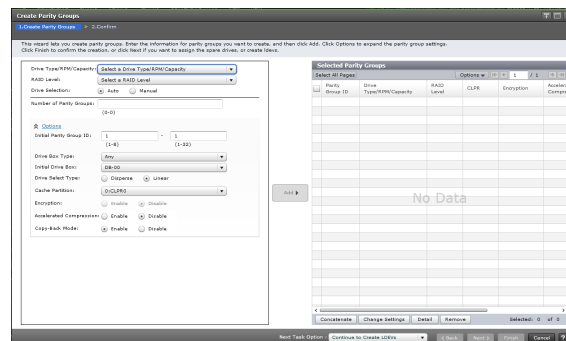 Create Parity Groups
1.Create Parity Groups > 2.Confirm
This wizard lets you create parity groups. Enter the information for parity groups you want to create, and then click Add. Click Options to expand the parity group settings.
Click Finish to confirm the creation, or click Next if you want to assign the spare drives, or create ldevs.
Drive Type/RPM/Capacity: Select a Drive Type/RPM/Capacity
RAID Level: Select a RAID Level
Drive Selection: Auto Manual
Number of Parity Groups:
(0-0)
Options
Initial Parity Group ID: 1 - 1
(1-8) (1-32)
Drive Box Type: Any
Initial Drive Box: DB-00
Drive Select Type: Disperse Linear
Cache Partition: 0:CLPR0
Encryption: Enable Disable
Accelerated Compression: Enable Disable
Copy-Back Mode: Enable Disable
Add
Selected Parity Groups
Select All Pages: Options 1 / 1
Parity Group ID
Drive Type/RPM/Capacity
RAID Level
CLPR
Encryption
Acceler Compre
No Data
Concatenate Change Settings Detail Remove Selected: 0 of 0
Next Task Option : Continue to Create LDEVs Back Next Finish Cancel ?